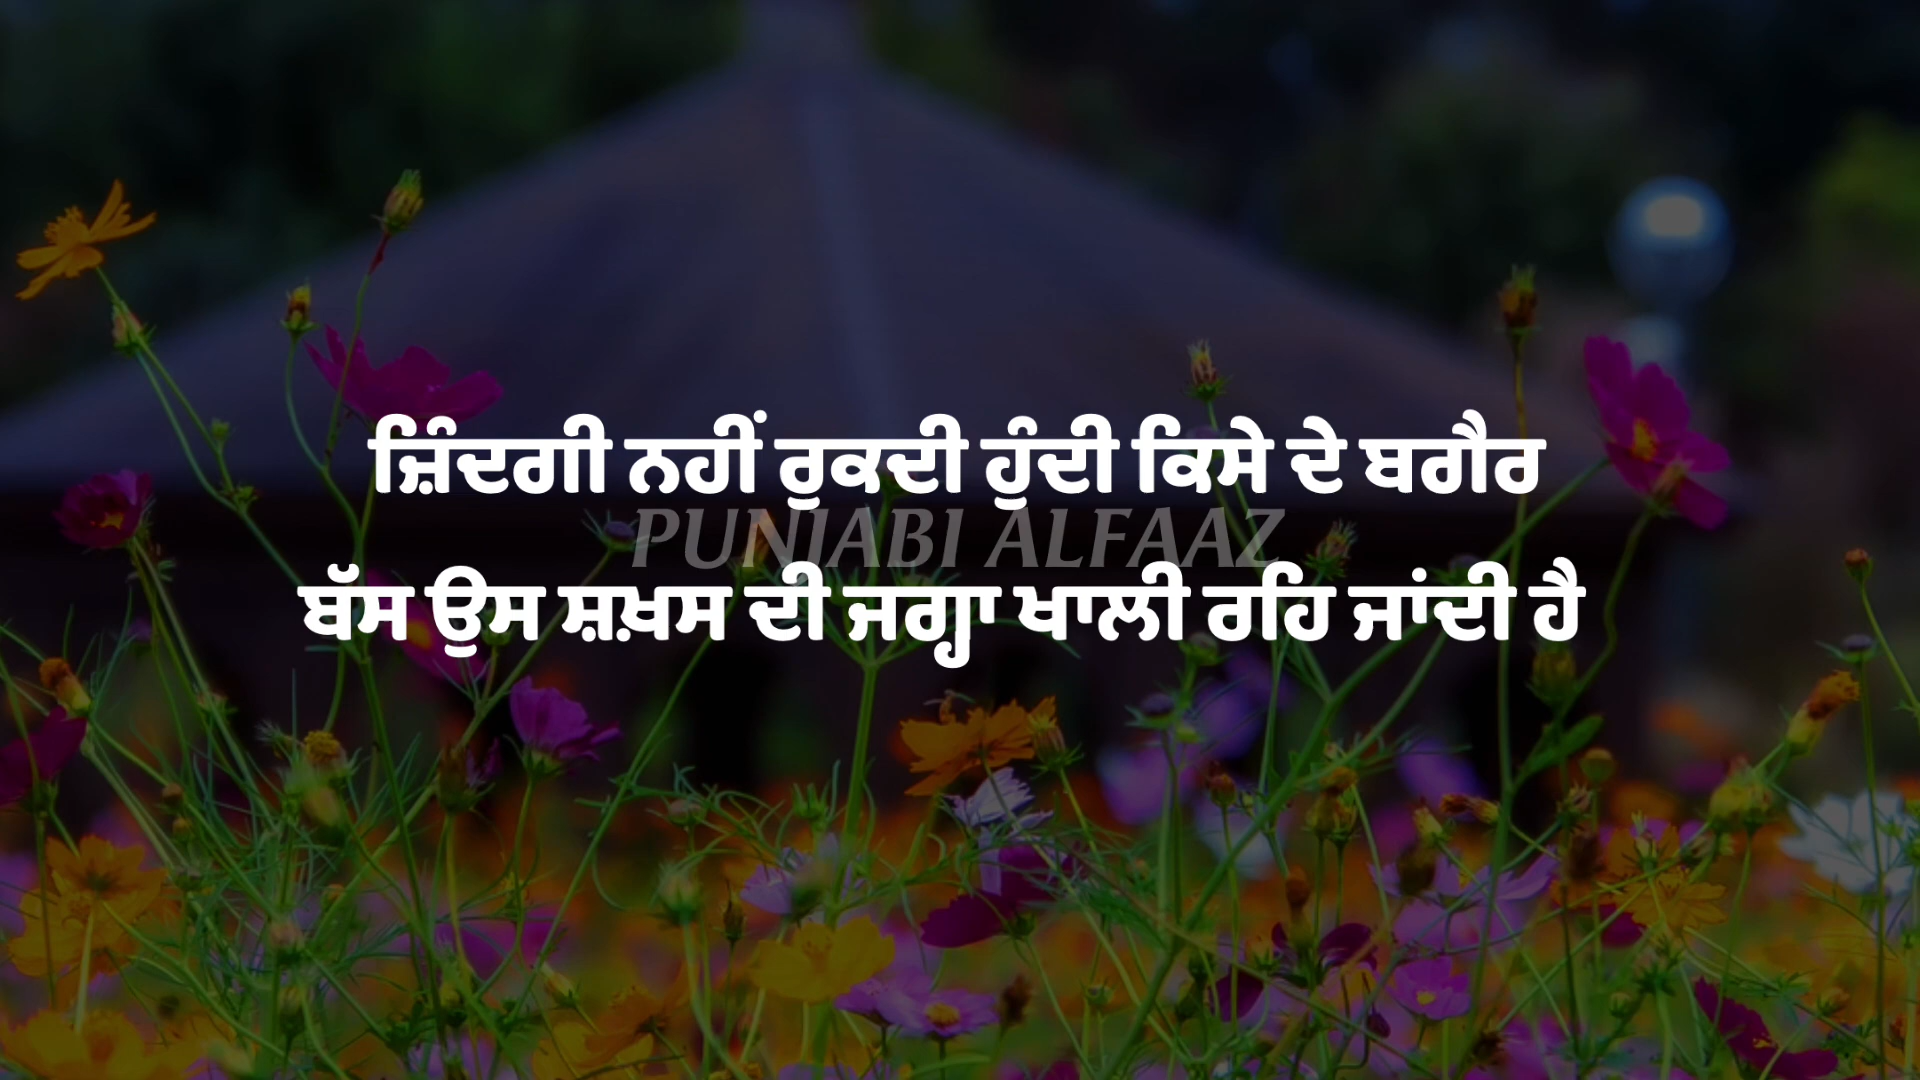 ਜ਼ਿੰਦਗੀ ਨਹੀਂ ਰੁਕਦੀ ਹੁੰਦੀ ਕਿਸੇ ਦੇ ਬਗੈਰ
PUNJABI ALFAAZ
ਬੱਸ ਉਸ ਸ਼ਖ਼ਸ ਦੀ ਜਗ੍ਹਾ ਖਾਲੀ ਰਹਿ ਜਾਂਦੀ ਹੈ